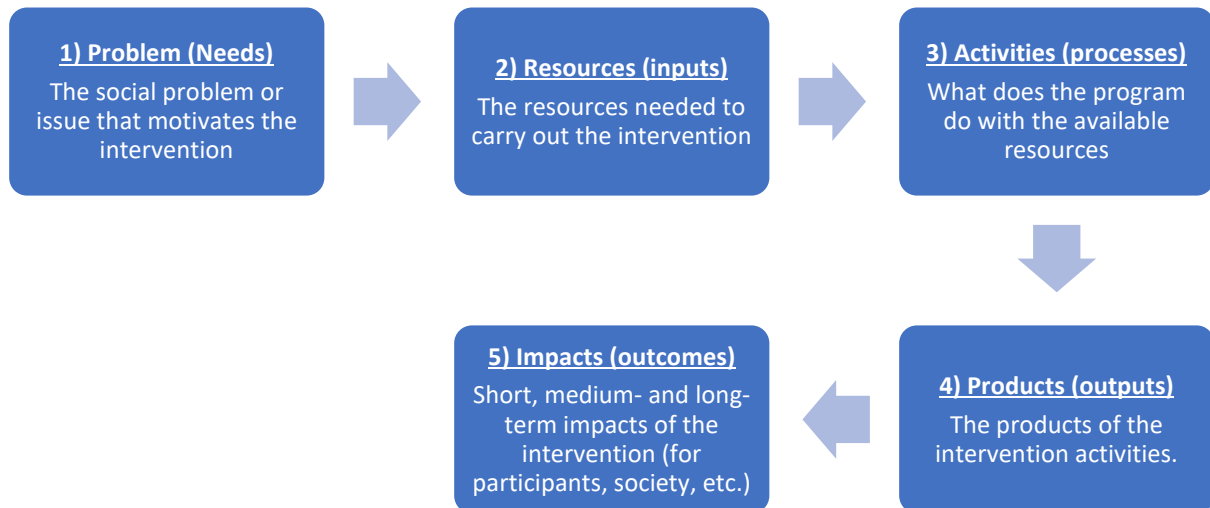 1) Problem (Needs)
The social problem or
issue that motivates the
intervention
2) Resources (inputs)
The resources needed to
carry out the intervention
3) Activities (processes)
What does the program
do with the available
resources
4) Products (outputs)
The products of the
intervention activities.
5) Impacts (outcomes)
Short, medium- and long-
term impacts of the
intervention (for
participants, society, etc.)